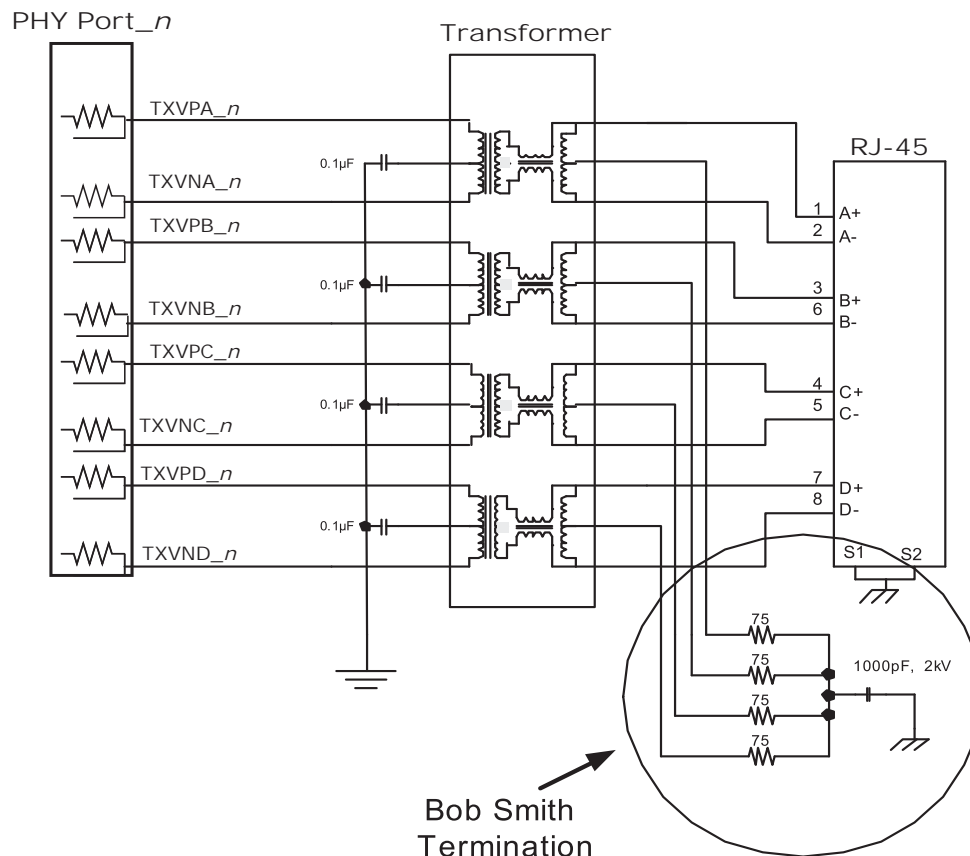 PHY Port_n
Transformer
TXVPA_n
0.1µF
TXVNA_n
TXVPB_n
0.1µF
TXVNB_n
TXVPC_n
0.1µF
TXVNC_n
TXVPD_n
0.1µF
TXVND_n
RJ-45
1 A+
2 A-
3 B+
6 B-
4 C+
5 C-
7 D+
8 D-
S1 S2
75
75
75
75
1000pF, 2kV
Bob Smith
Termination